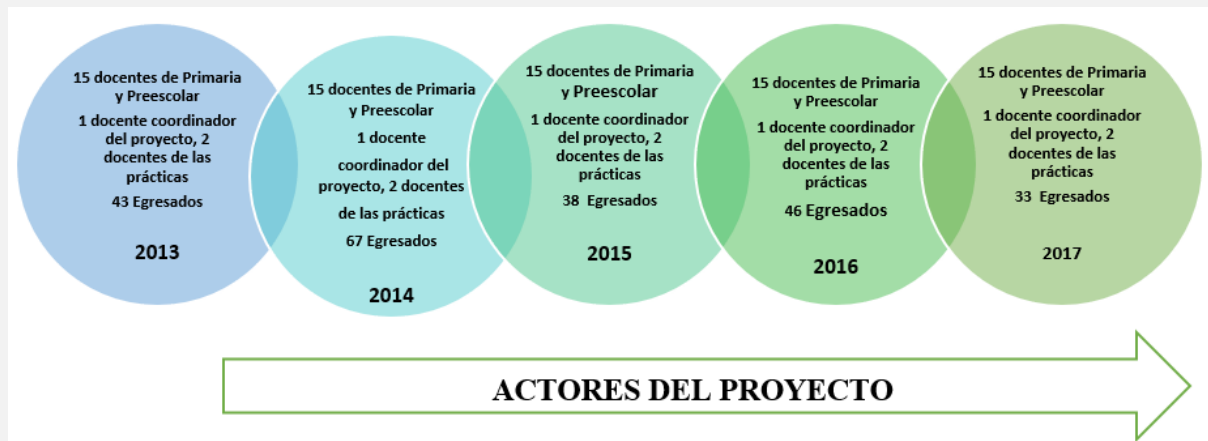 15 docentes de Primaria
y Preescolar
1 docente coordinador
del proyecto, 2
docentes de las
prácticas
43 Egresados
2013
15 docentes de Primaria
y Preescolar
1 docente
coordinador del
proyecto, 2 docentes
de las prácticas
67 Egresados
2014
15 docentes de Primaria
y Preescolar
1 docente coordinador
del proyecto, 2
docentes de las
prácticas
38 Egresados
2015
15 docentes de Primaria
y Preescolar
1 docente coordinador
del proyecto, 2
docentes de las
prácticas
46 Egresados
2016
15 docentes de Primaria
y Preescolar
1 docente coordinador
del proyecto, 2
docentes de las
prácticas
33 Egresados
2017
ACTORES DEL PROYECTO